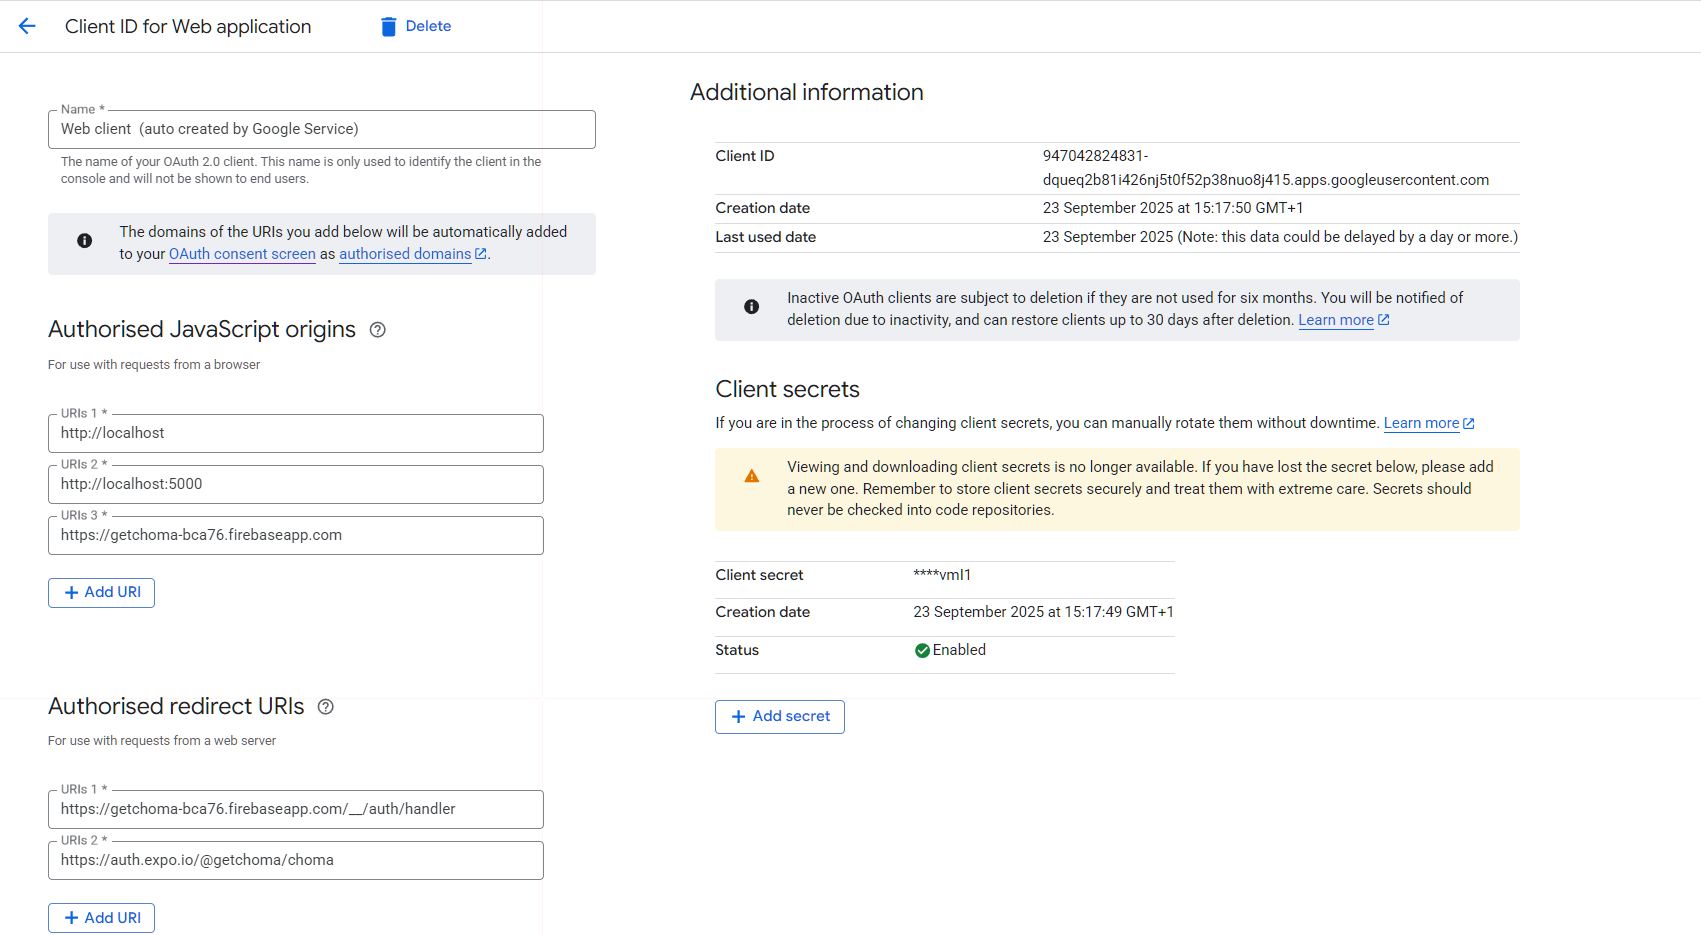 Client ID for Web application
Delete
Name *
Web client  (auto created by Google Service)
The name of your OAuth 2.0 client. This name is only used to identify the client in the
console and will not be shown to end users.
The domains of the URIs you add below will be automatically added
to your OAuth consent screen as authorised domains.
Authorised JavaScript origins
For use with requests from a browser
URIs 1 *
http://localhost
URIs 2 *
http://localhost:5000
URIs 3 *
https://getchoma-bca76.firebaseapp.com
Add URI
Authorised redirect URIs
For use with requests from a web server
URIs 1 *
https://getchoma-bca76.firebaseapp.com/__/auth/handler
URIs 2 *
https://auth.expo.io/@getchoma/choma
Add URI
Additional information
Client ID
947042824831-
dqueq2b81i426nj5t0f52p38nuo8j415.apps.googleusercontent.com
Creation date
23 September 2025 at 15:17:50 GMT+1
Last used date
23 September 2025 (Note: this data could be delayed by a day or more.)
Inactive OAuth clients are subject to deletion if they are not used for six months. You will be notified of
deletion due to inactivity, and can restore clients up to 30 days after deletion. Learn more
Client secrets
If you are in the process of changing client secrets, you can manually rotate them without downtime. Learn more
Viewing and downloading client secrets is no longer available. If you have lost the secret below, please add
a new one. Remember to store client secrets securely and treat them with extreme care. Secrets should
never be checked into code repositories.
Client secret
****vmI1
Creation date
23 September 2025 at 15:17:49 GMT+1
Status
Enabled
Add secret